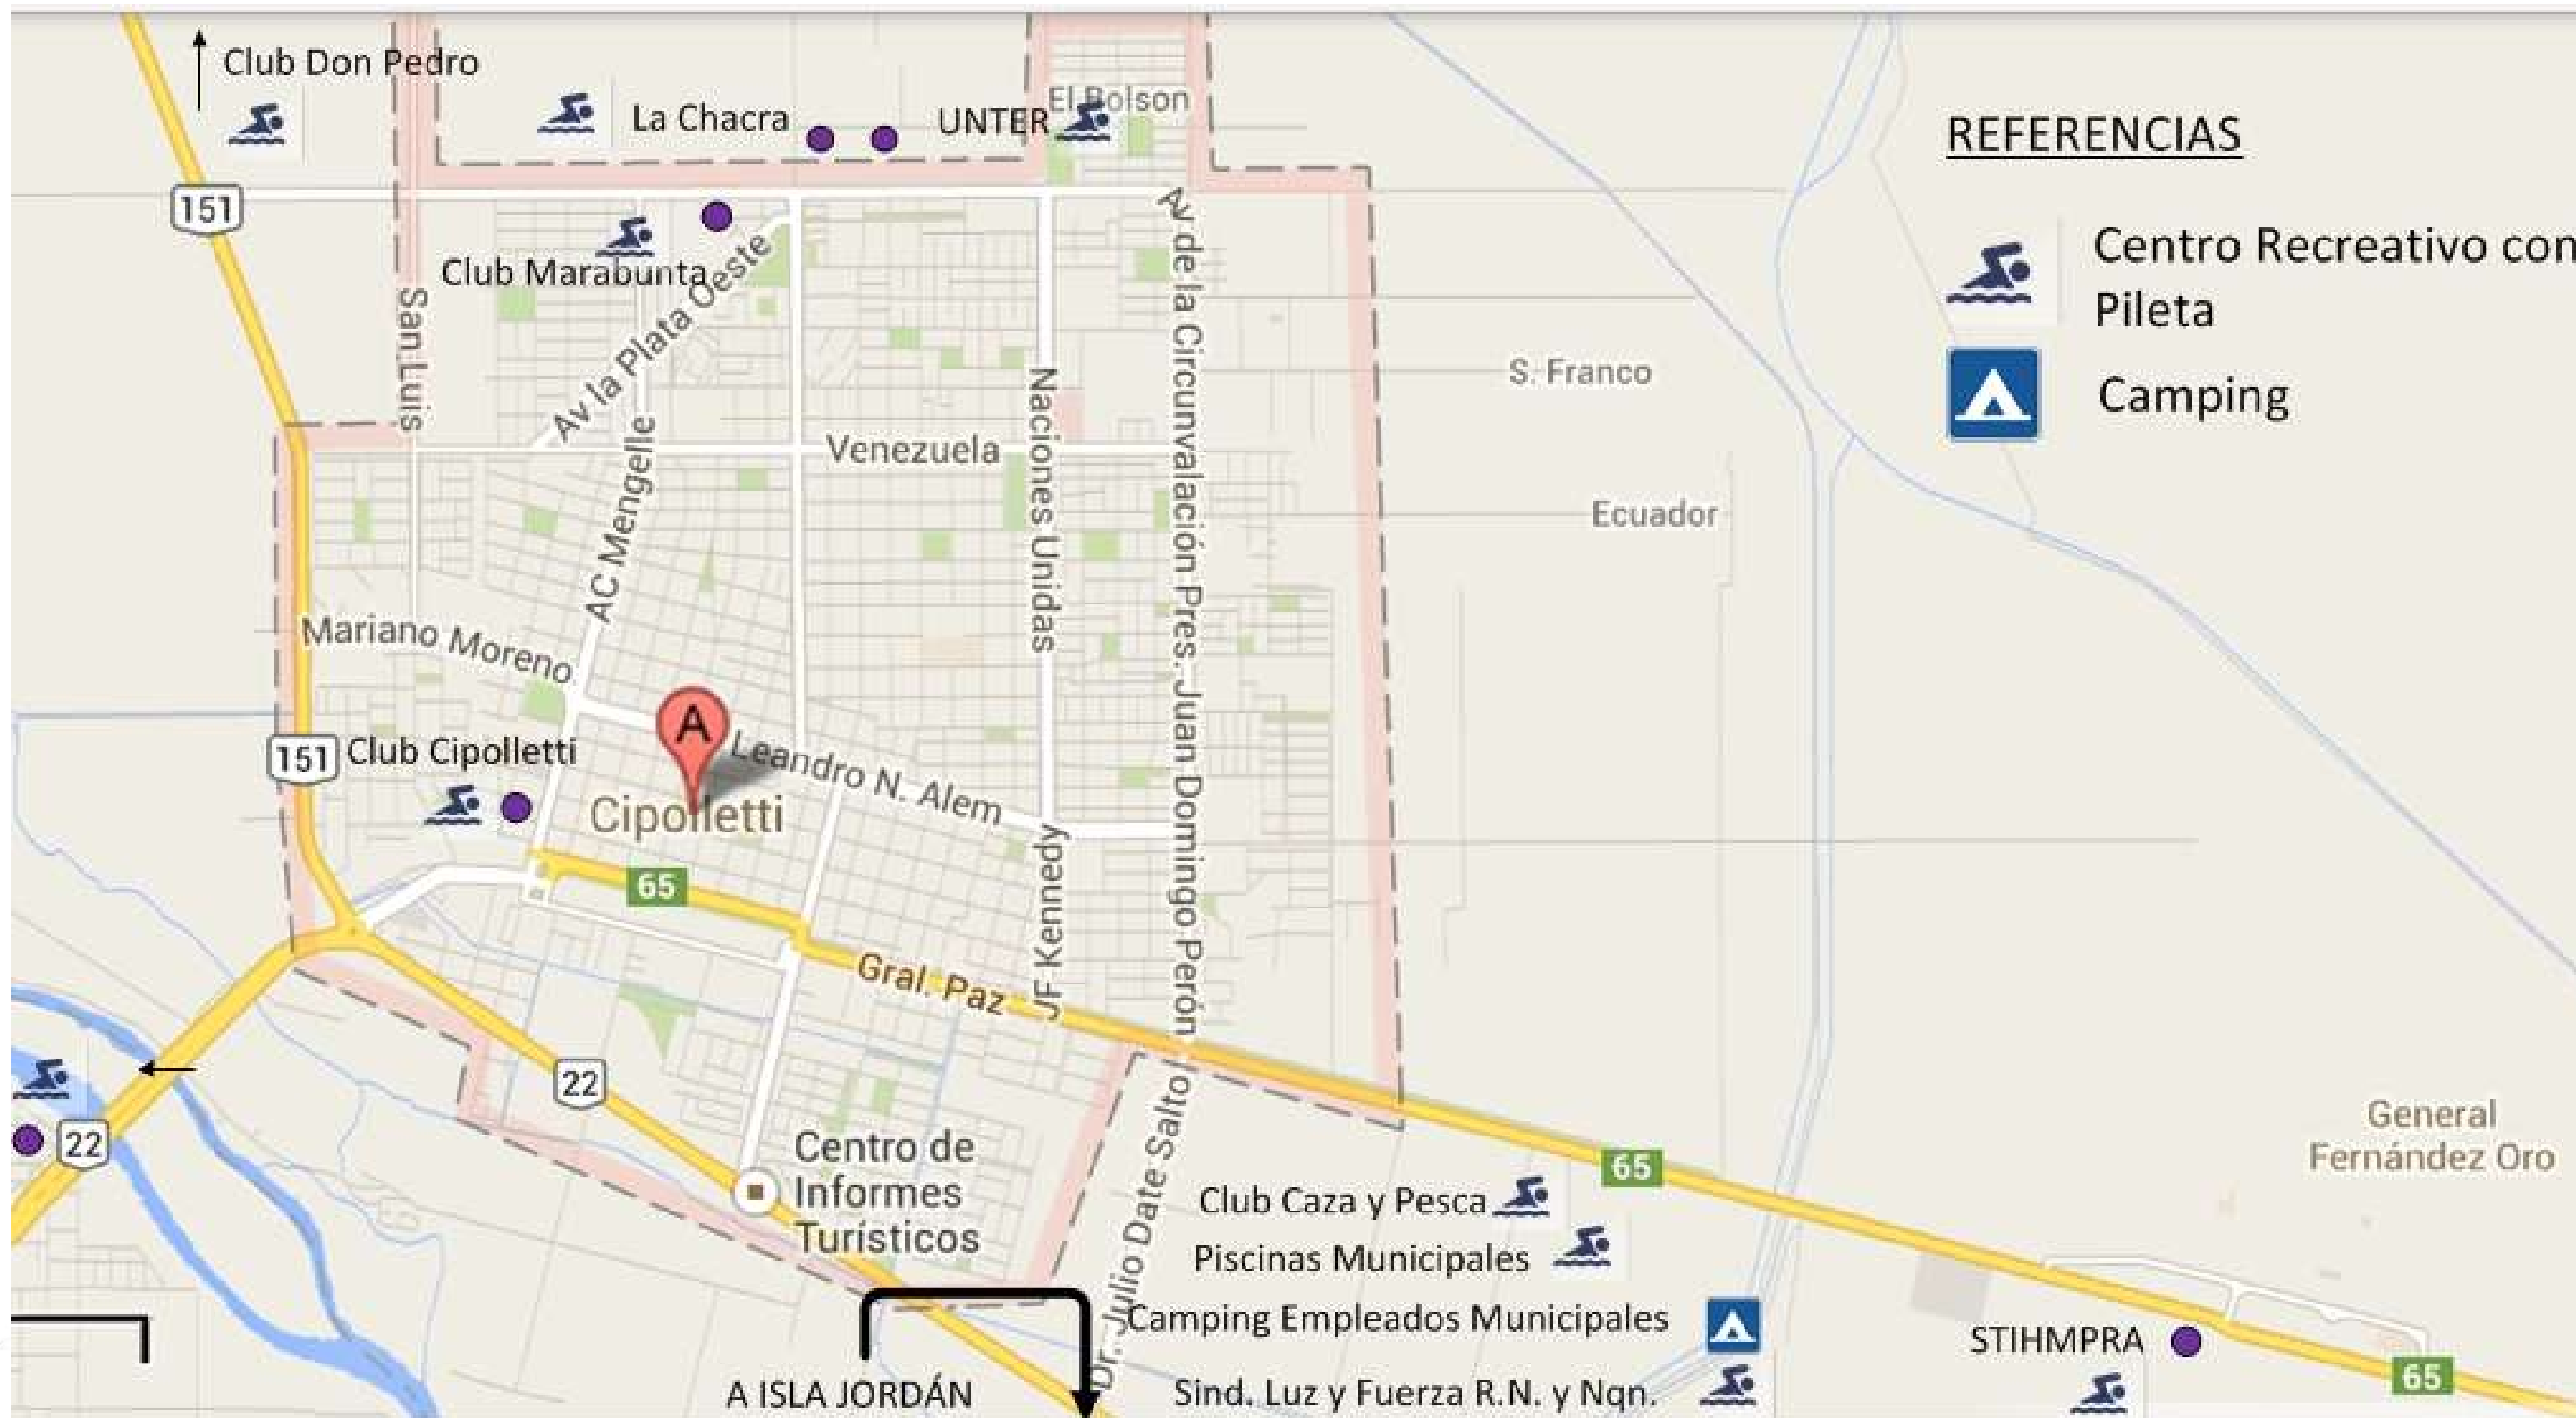 Club Don Pedro
La Chacra
UNTER
El Bolson
REFERENCIAS
151
Centro Recreativo con
Pileta
Club Marabunta
Av la Plata Oeste
San Luis
Camping
S. Franco
Venezuela
AC Mengelle
Naciones Unidas
Av de la Circunvalación Pres. Juan Domingo Perón
Ecuador
Mariano Moreno
151
Club Cipolletti
A
Leandro N. Alem
Cipolletti
65
JF Kennedy
Gral. Paz
22
22
Centro de
Informes
Turísticos
Dr. Julio Dante Salto
65
General
Fernández Oro
Club Caza y Pesca
Piscinas Municipales
Camping Empleados Municipales
STIHMPRA
65
A ISLA JORDÁN
Sind. Luz y Fuerza R.N. y Nqn.